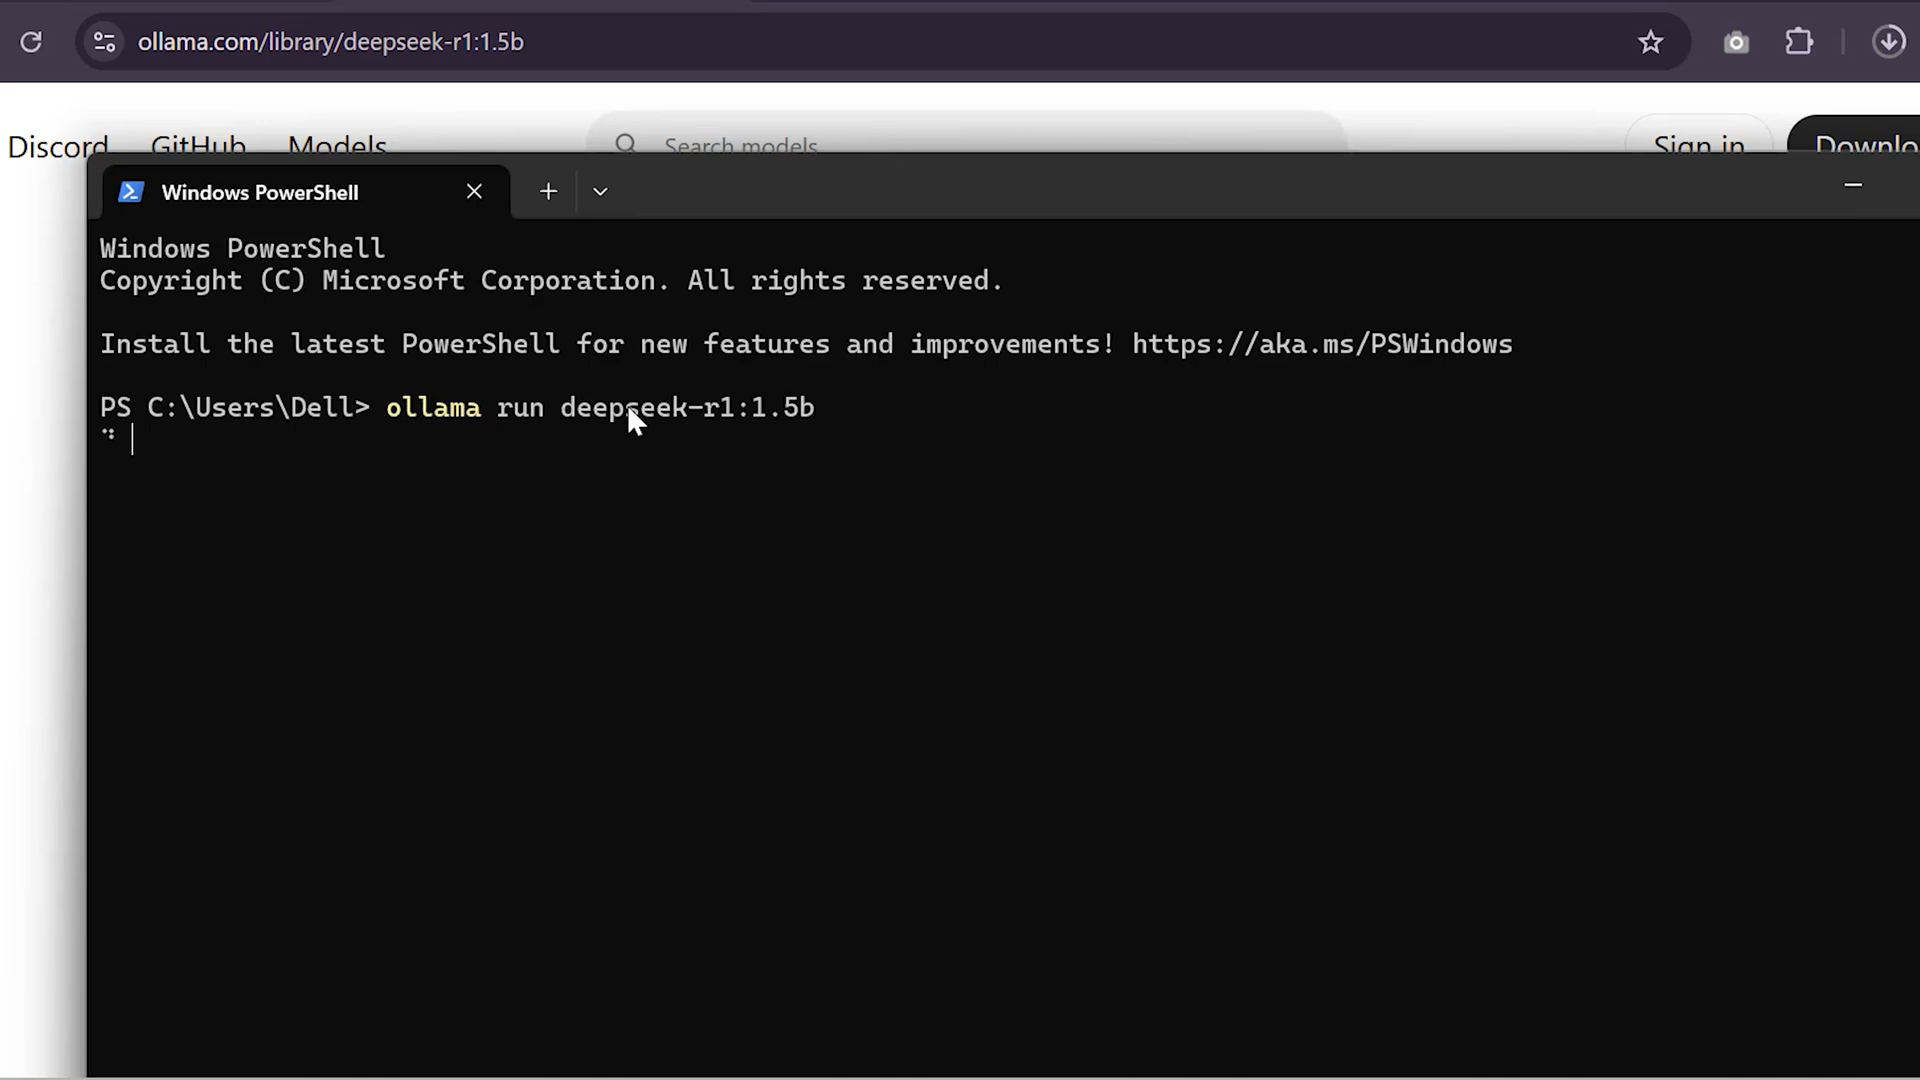 ollama.com/library/deepseek-r1:1.5b
Discord GitHub Models Search models Sign in Downlo
Windows PowerShell
Windows PowerShell
Copyright (C) Microsoft Corporation. All rights reserved.
Install the latest PowerShell for new features and improvements! https://aka.ms/PSWindows
PS C:\Users\Dell> ollama run deepseek-r1:1.5b